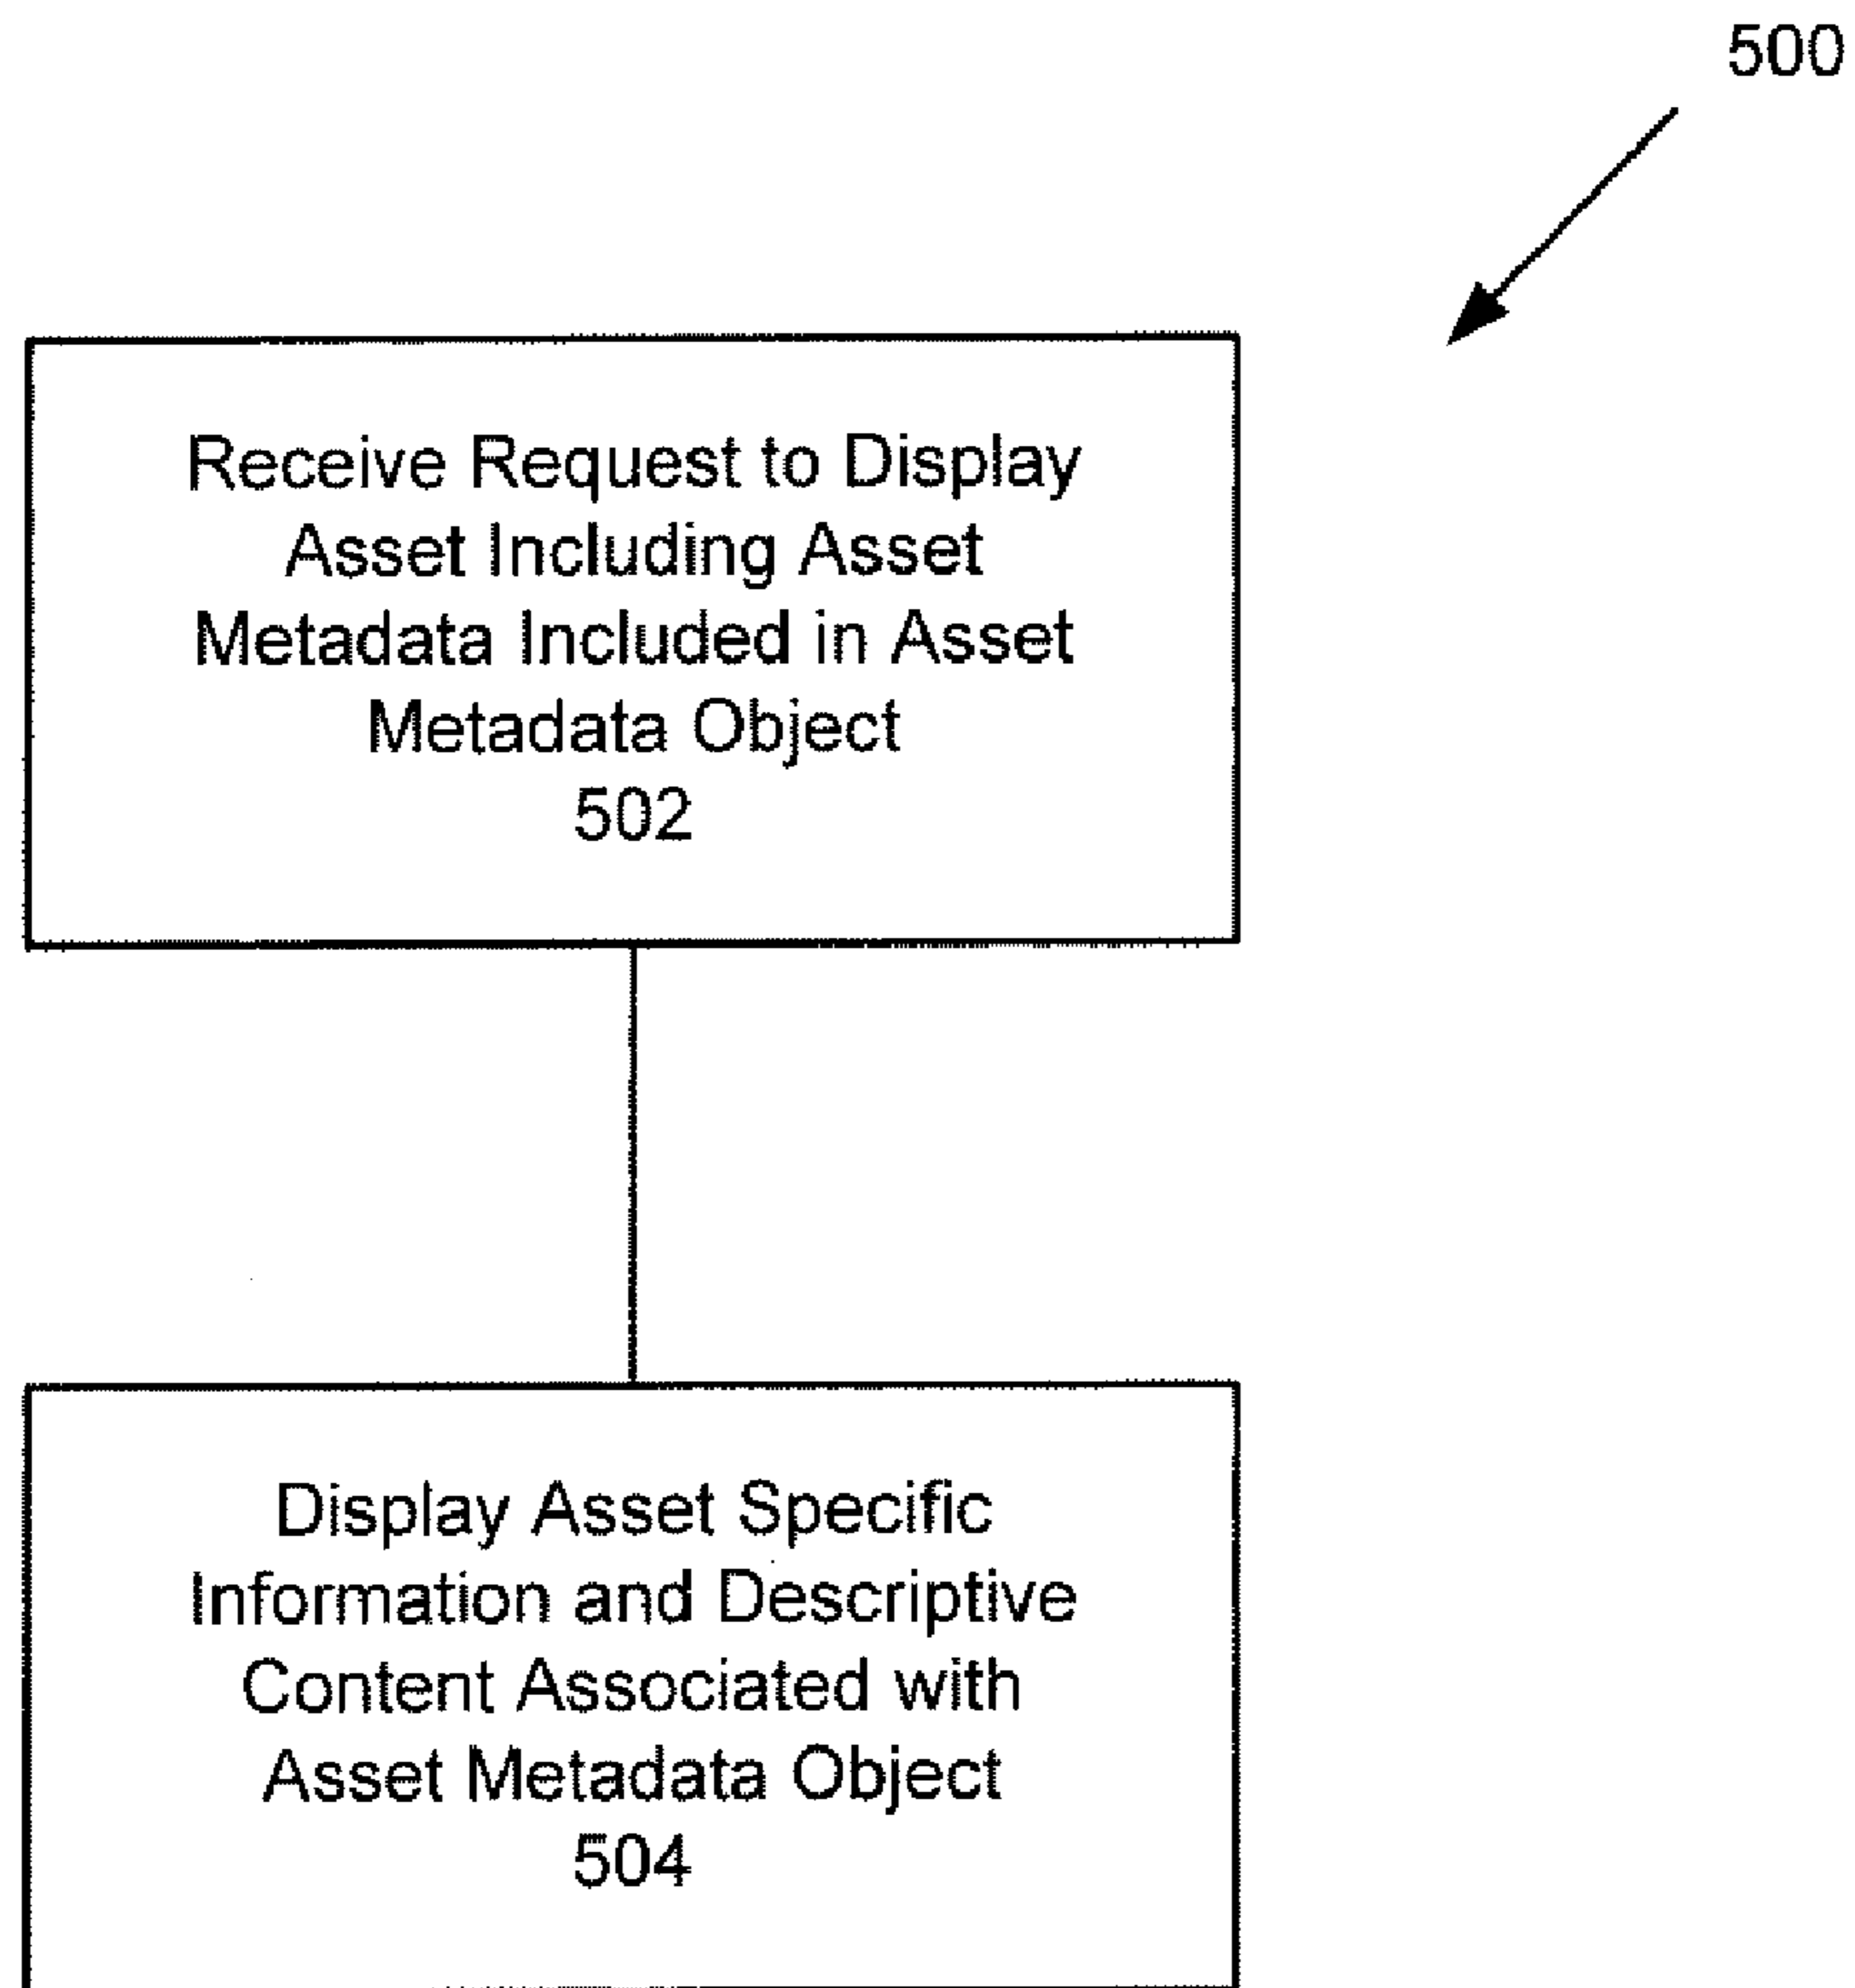 500
Receive Request to Display
Asset Including Asset
Metadata Included in Asset
Metadata Object
502
Display Asset Specific
Information and Descriptive
Content Associated with
Asset Metadata Object
504